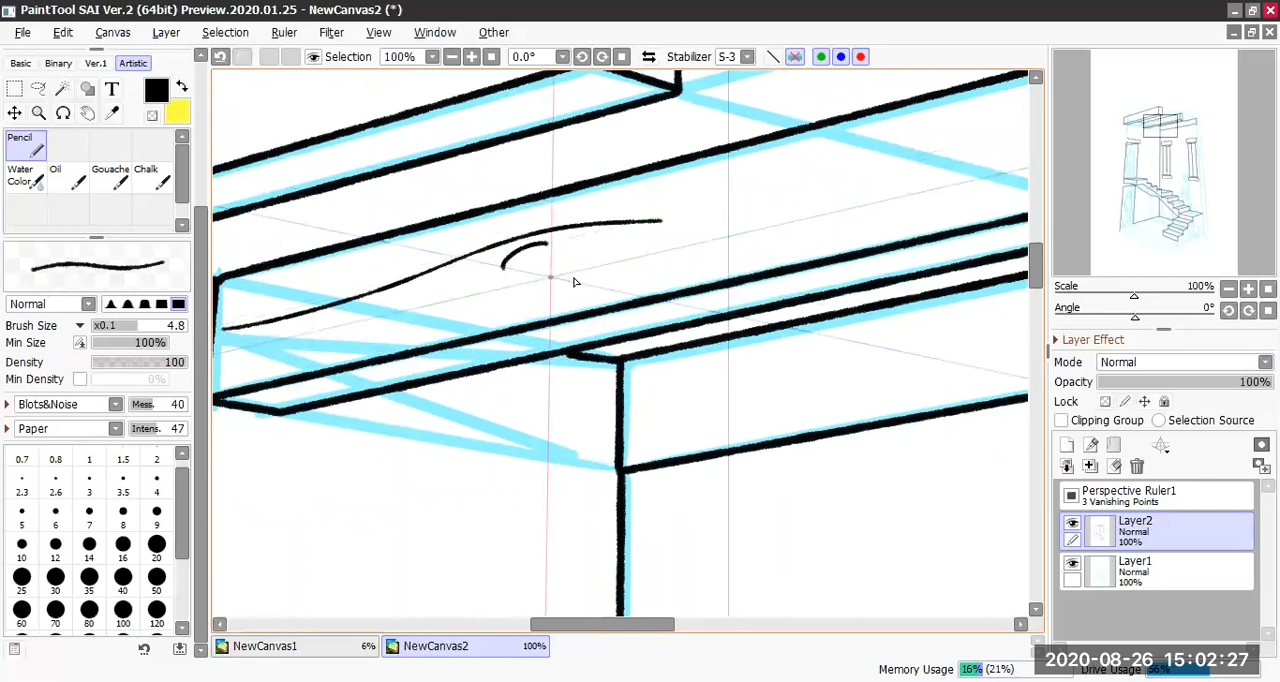 PaintTool SAI Ver.2 (64bit) Preview.2020.01.25 - NewCanvas2 (*)
File Edit Canvas Layer Selection Ruler Filter View Window Other
Basic Binary Ver.1 Artistic
Selection 100% 0.0° Stabilizer S-3
T
Pencil
Water Color Oil Gouache Chalk
Normal
Brush Size x0.1 4.8
Min Size 100%
Density 100
Min Density 0%
Blots&Noise Mess. 40
Paper Intens. 47
0.7 0.8 1 1.5 2
2.3 2.6 3 3.5 4
5 6 7 8 9
10 12 14 16 20
25 30 35 40 50
60 70 80 100 120
Scale 100%
Angle 0°
Layer Effect
Mode Normal
Opacity 100%
Lock
Clipping Group Selection Source
Perspective Ruler1
3 Vanishing Points
Layer2
Normal
100%
Layer1
Normal
100%
NewCanvas1 6% NewCanvas2 100%
2020-08-26 15:02:27
Memory Usage 16% (21%) Drive Usage 56%